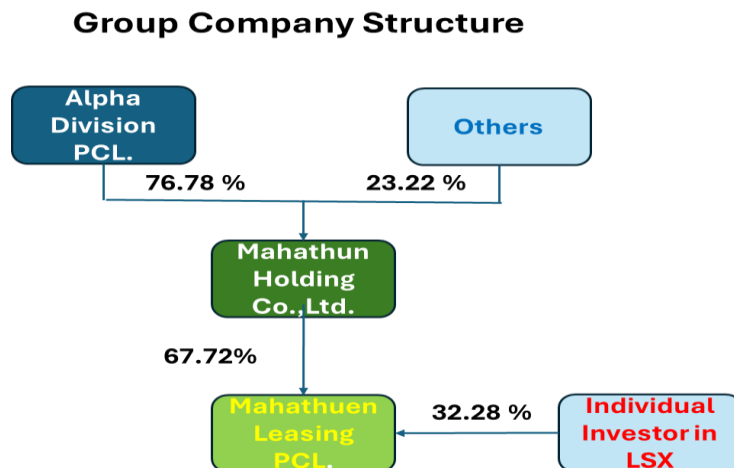 Group Company Structure
Alpha
Division
PCL.
Others
76.78 %
23.22 %
Mahathun
Holding
Co.,Ltd.
67.72%
Mahathuen
Leasing
PCL.
32.28 %
Individual
Investor in
LSX